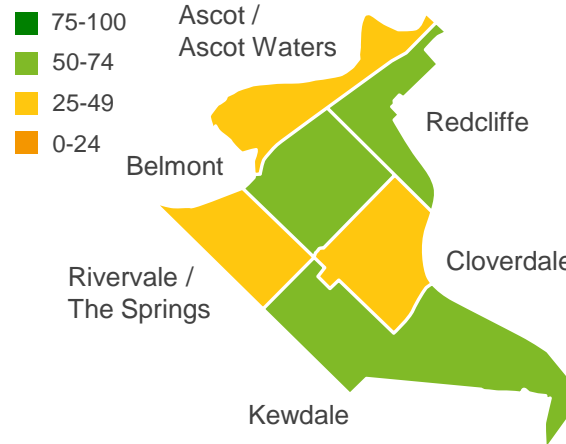 75-100
50-74
25-49
0-24
Ascot /
Ascot Waters
Redcliffe
Belmont
Cloverdale
Rivervale /
The Springs
Kewdale